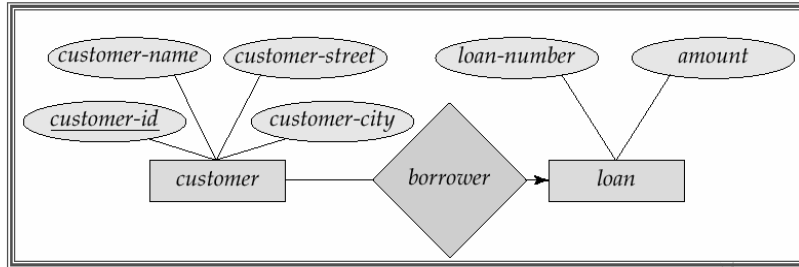 customer-name
customer-street
loan-number
amount
customer-id
customer-city
customer
borrower
loan